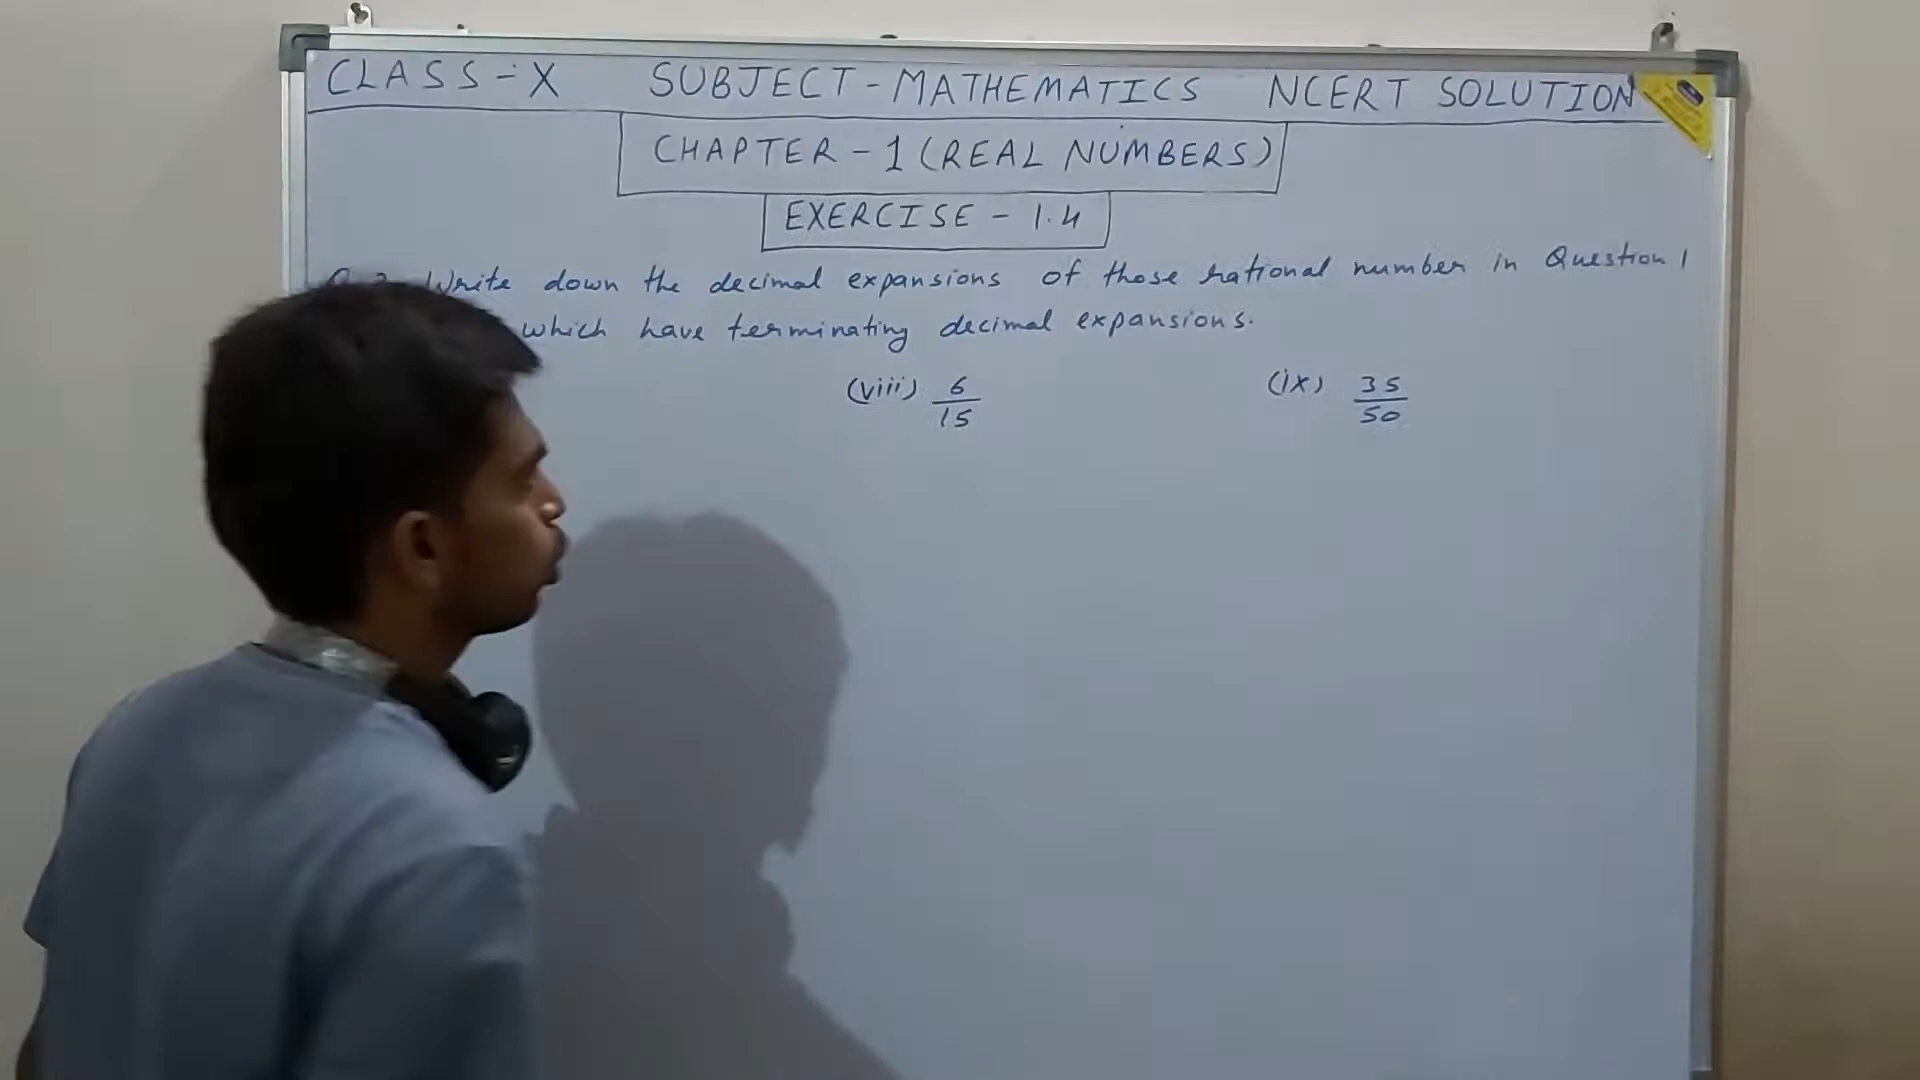 CLASS-X SUBJECT-MATHEMATICS NCERT SOLUTION
CHAPTER-1 (REAL NUMBERS)
EXERCISE - 1.4
Write down the decimal expansions of those rational number in Question 1
which have terminating decimal expansions.
(viii) 6/15 (ix) 35/50